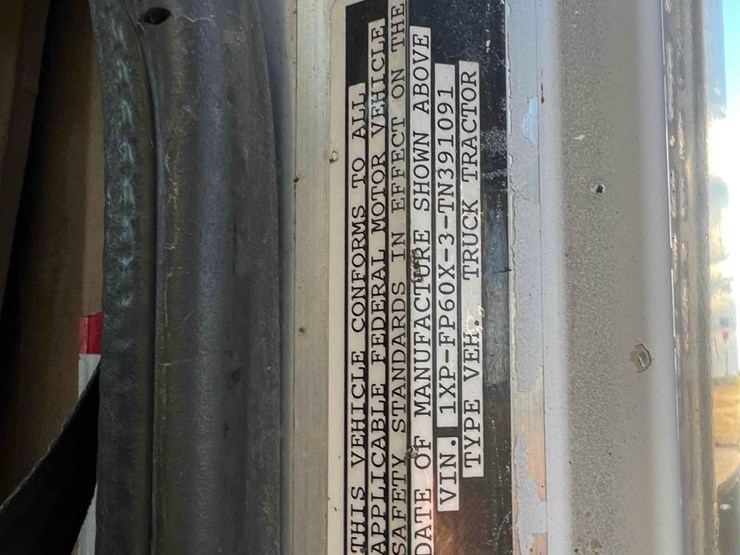 THIS VEHICLE CONFORMS TO ALL
APPLICABLE FEDERAL MOTOR VEHICLE
SAFETY STANDARDS IN EFFECT ON THE
DATE OF MANUFACTURE SHOWN ABOVE
VIN. 1XP-FP60X-3-TN391091
TYPE VEH. TRUCK TRACTOR